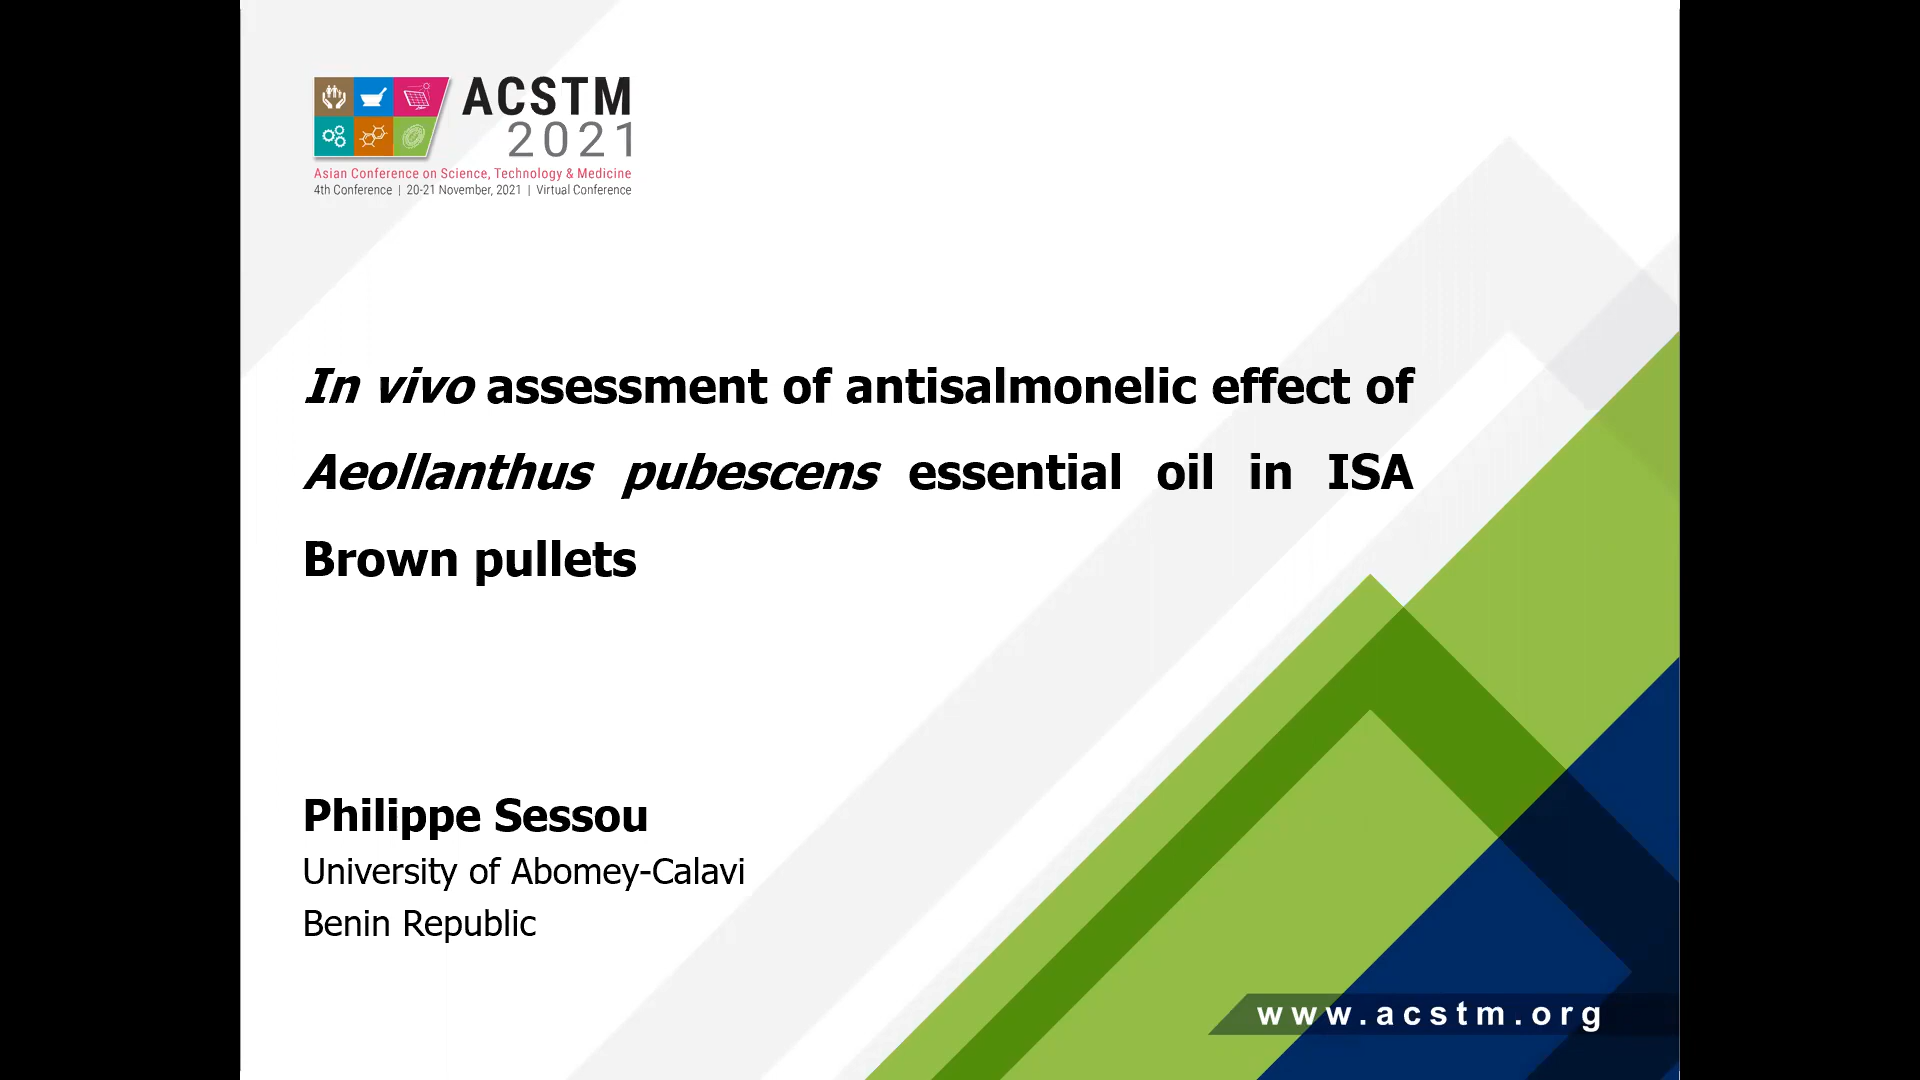 ACSTM
2021
Asian Conference on Science, Technology & Medicine
4th Conference | 20-21 November, 2021 | Virtual Conference
In vivo assessment of antisalmonelic effect of
Aeollanthus pubescens essential oil in ISA
Brown pullets
Philippe Sessou
University of Abomey-Calavi
Benin Republic
www.acstm.org